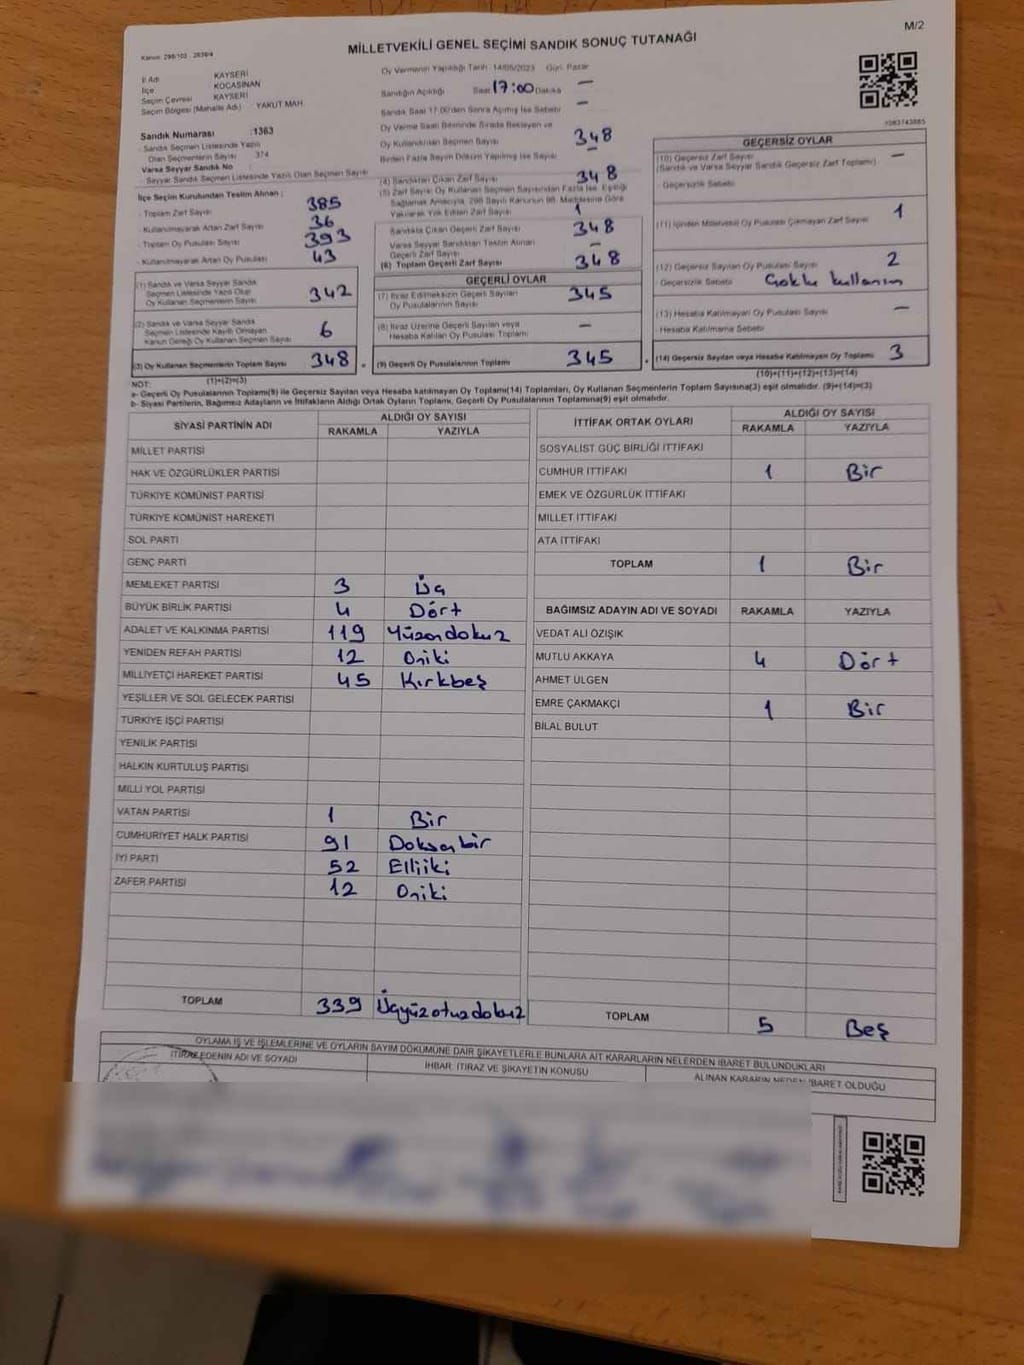 M/2
Kanun: 298/103 - 2839/4
MİLLETVEKİLİ GENEL SEÇİMİ SANDIK SONUÇ TUTANAĞI
İl Adı KAYSERİ
İlçe KOCASİNAN
Seçim Çevresi KAYSERİ
Seçim Bölgesi (Mahalle Adı) YAKUT MAH.
Sandık Numarası :1363
- Sandık Seçmen Listesinde Yazılı
Olan Seçmenlerin Sayısı 374
Varsa Seyyar Sandık No :
- Seyyar Sandık Seçmen Listesinde Yazılı Olan Seçmen Sayısı
İlçe Seçim Kurulundan Teslim Alınan :
- Toplam Zarf Sayısı 385
- Kullanılmayarak Artan Zarf Sayısı 36
- Toplam Oy Pusulası Sayısı 393
- Kullanılmayarak Artan Oy Pusulası 43
(1) Sandık ve Varsa Seyyar Sandık
Seçmen Listesinde Yazılı Olup
Oy Kullanan Seçmenlerin Sayısı 342
(2) Sandık ve Varsa Seyyar Sandık
Seçmen Listesinde Kayıtlı Olmayan
Kanun Gereği Oy Kullanan Seçmen Sayısı 6
(3) Oy Kullanan Seçmenlerin Toplam Sayısı 348
(1)+(2)=(3)
Oy Vermenin Yapıldığı Tarih :14/05/2023 Gün: Pazar
Sandığın Açıldığı Saat 17:00 Dakika —
Sandık Saat 17:00'den Sonra Açılmış İse Sebebi —
Oy Verme Saati Bitiminde Sırada Bekleyen ve
Oy Kullandırılan Seçmen Sayısı 348
Birden Fazla Sayım Döküm Yapılmış İse Sayısı —
(4) Sandıktan Çıkan Zarf Sayısı 348
(5) Zarf Sayısı Oy Kullanan Seçmen Sayısından Fazla İse, Eşitliği
Sağlamak Amacıyla, 298 Sayılı Kanunun 98. Maddesine Göre
Yakılarak Yok Edilen Zarf Sayısı 1
Sandıkta Çıkan Geçerli Zarf Sayısı 348
Varsa Seyyar Sandıktan Teslim Alınan
Geçerli Zarf Sayısı —
(6) Toplam Geçerli Zarf Sayısı 348
GEÇERLİ OYLAR
(7) İtiraz Edilmeksizin Geçerli Sayılan
Oy Pusulalarının Sayısı 345
(8) İtiraz Üzerine Geçerli Sayılan veya
Hesaba Katılan Oy Pusulası Toplamı —
(9) Geçerli Oy Pusulalarının Toplamı 345
GEÇERSİZ OYLAR
(10) Geçersiz Zarf Sayısı —
(Sandık ve Varsa Seyyar Sandık Geçersiz Zarf Toplamı)
- Geçersizlik Sebebi
(11) İçinden Milletvekili Oy Pusulası Çıkmayan Zarf Sayısı 1
(12) Geçersiz Sayılan Oy Pusulası Sayısı 2
- Geçersizlik Sebebi Çoklu kullanım
(13) Hesaba Katılmayan Oy Pusulası Sayısı —
Hesaba Katılmama Sebebi
(14) Geçersiz Sayılan veya Hesaba Katılmayan Oy Toplamı 3
(10)+(11)+(12)+(13)=(14)
NOT:
a- Geçerli Oy Pusulalarının Toplamı(9) ile Geçersiz Sayılan veya Hesaba katılmayan Oy Toplamı(14) Toplamları, Oy Kullanan Seçmenlerin Toplam Sayısına(3) eşit olmalıdır. (9)+(14)=(3)
b- Siyasi Partilerin, Bağımsız Adayların ve İttifakların Aldığı Ortak Oyların Toplamı, Geçerli Oy Pusulalarının Toplamına(9) eşit olmalıdır.
SİYASİ PARTİNİN ADI ALDIĞI OY SAYISI
RAKAMLA YAZIYLA
MİLLET PARTİSİ
HAK VE ÖZGÜRLÜKLER PARTİSİ
TÜRKİYE KOMÜNİST PARTİSİ
TÜRKİYE KOMÜNİST HAREKETİ
SOL PARTİ
GENÇ PARTİ
MEMLEKET PARTİSİ 3 Üç
BÜYÜK BİRLİK PARTİSİ 4 Dört
ADALET VE KALKINMA PARTİSİ 119 Yüzondokuz
YENİDEN REFAH PARTİSİ 12 Oniki
MİLLİYETÇİ HAREKET PARTİSİ 45 Kırkbeş
YEŞİLLER VE SOL GELECEK PARTİSİ
TÜRKİYE İŞÇİ PARTİSİ
YENİLİK PARTİSİ
HALKIN KURTULUŞ PARTİSİ
MİLLİ YOL PARTİSİ
VATAN PARTİSİ 1 Bir
CUMHURİYET HALK PARTİSİ 91 Doksanbir
İYİ PARTİ 52 Elliiki
ZAFER PARTİSİ 12 Oniki
TOPLAM 339 Üçyüzotuzdokuz
İTTİFAK ORTAK OYLARI ALDIĞI OY SAYISI
RAKAMLA YAZIYLA
SOSYALİST GÜÇ BİRLİĞİ İTTİFAKI
CUMHUR İTTİFAKI 1 Bir
EMEK VE ÖZGÜRLÜK İTTİFAKI
MİLLET İTTİFAKI
ATA İTTİFAKI
TOPLAM 1 Bir
BAĞIMSIZ ADAYIN ADI VE SOYADI RAKAMLA YAZIYLA
VEDAT ALİ ÖZIŞIK
MUTLU AKKAYA 4 Dört
AHMET ÜLGEN
EMRE ÇAKMAKÇI 1 Bir
BİLAL BULUT
TOPLAM 5 Beş
OYLAMA İŞ VE İŞLEMLERİNE VE OYLARIN SAYIM DÖKÜMÜNE DAİR ŞİKAYETLERLE BUNLARA AİT KARARLARIN NELERDEN İBARET BULUNDUKLARI
İTİRAZ EDENİN ADI VE SOYADI İHBAR, İTİRAZ VE ŞİKAYETİN KONUSU ALINAN KARARIN NEDEN İBARET OLDUĞU